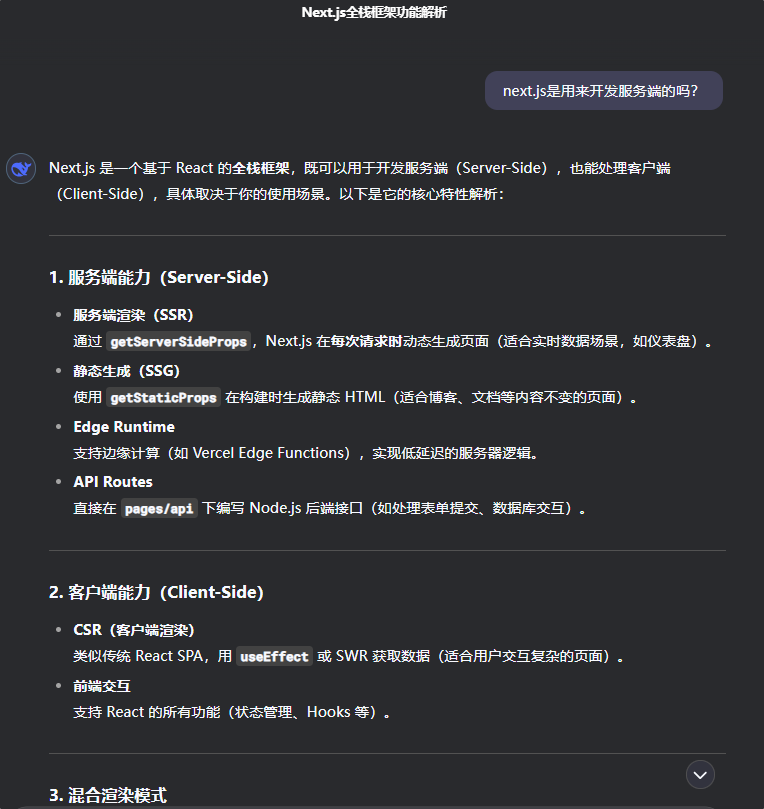 Next.js全栈框架功能解析
next.js是用来开发服务端的吗？
Next.js 是一个基于 React 的全栈框架，既可以用于开发服务端（Server-Side），也能处理客户端
（Client-Side），具体取决于你的使用场景。以下是它的核心特性解析：
1. 服务端能力（Server-Side）
• 服务端渲染（SSR）
通过 getServerSideProps，Next.js 在每次请求时动态生成页面（适合实时数据场景，如仪表盘）。
• 静态生成（SSG）
使用 getStaticProps 在构建时生成静态 HTML（适合博客、文档等内容不变的页面）。
• Edge Runtime
支持边缘计算（如 Vercel Edge Functions），实现低延迟的服务器逻辑。
• API Routes
直接在 pages/api 下编写 Node.js 后端接口（如处理表单提交、数据库交互）。
2. 客户端能力（Client-Side）
• CSR（客户端渲染）
类似传统 React SPA，用 useEffect 或 SWR 获取数据（适合用户交互复杂的页面）。
• 前端交互
支持 React 的所有功能（状态管理、Hooks 等）。
3. 混合渲染模式